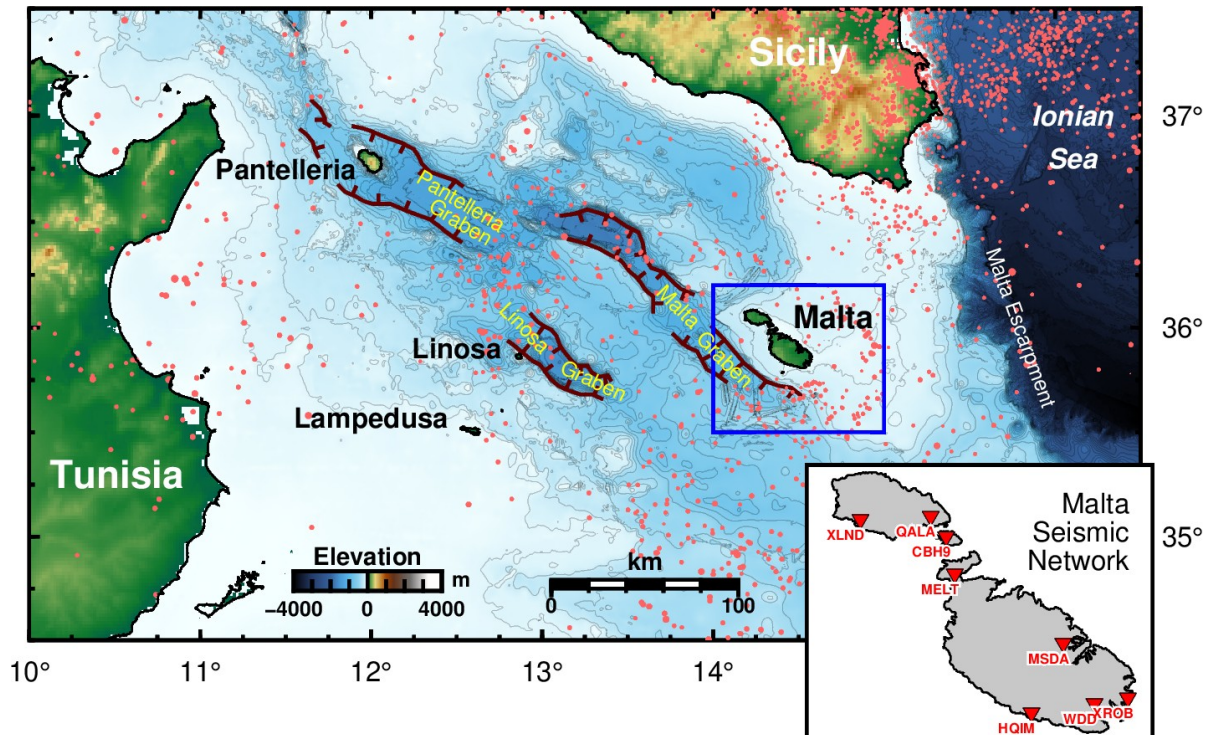 Sicily
Ionian
Sea
37°
Pantelleria
Pantelleria
Graben
Malta Escarpment
Malta Graben
Malta
36°
Linosa
Linosa Graben
Lampedusa
Tunisia
Malta
Seismic
Network
XLND
QALA
CBH9
MELT
MSDA
HQIM
WDD
XROB
35°
Elevation
m
−4000 0 4000
km
0 100
10° 11° 12° 13° 14°